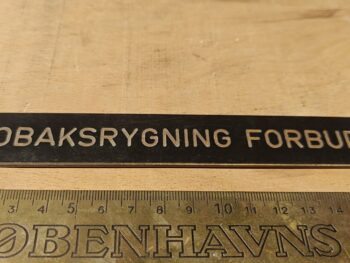 OBAKSRYGNING FORBUD
3 4 5 6 7 8 9 10 11 12 13 14
ØBENHAVNS